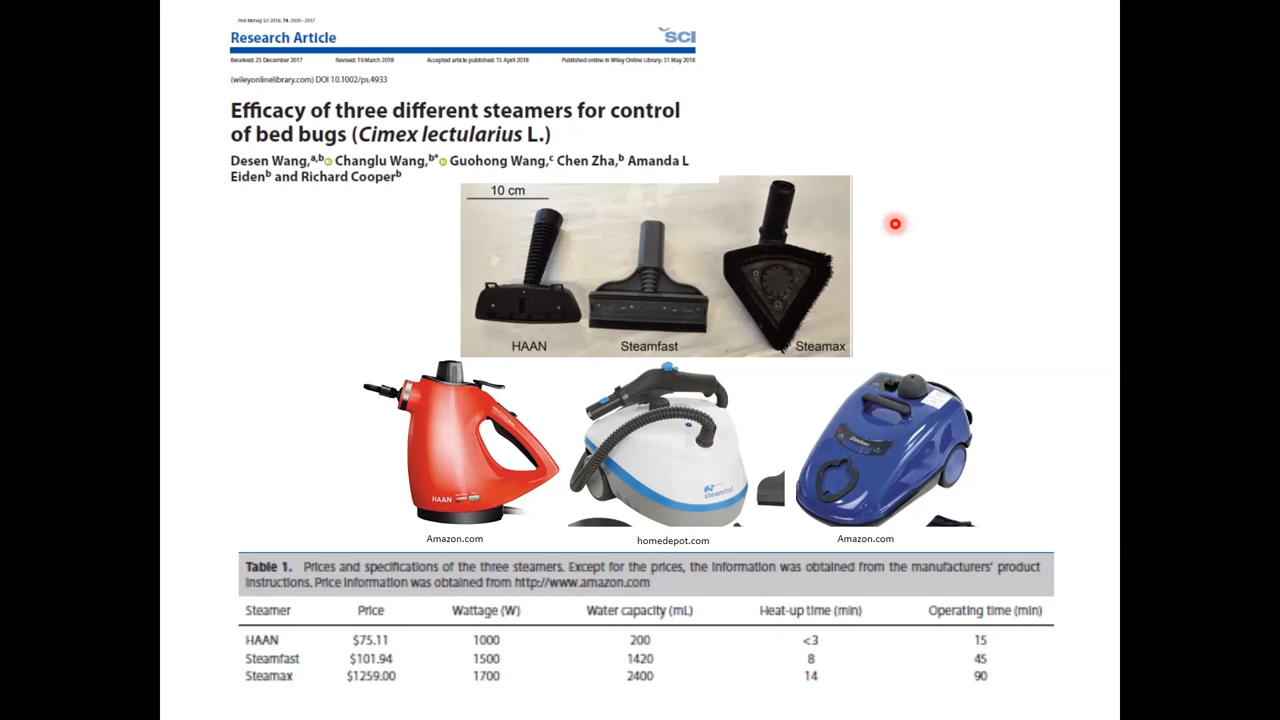 Pest Manag Sci 2018; 74: 2030–2037
Research Article
SCI
Received: 25 December 2017 Revised: 19 March 2018 Accepted article published: 15 April 2018 Published online in Wiley Online Library: 31 May 2018
(wileyonlinelibrary.com) DOI 10.1002/ps.4933
Efficacy of three different steamers for control
of bed bugs (Cimex lectularius L.)
Desen Wang,a,b Changlu Wang,b* Guohong Wang,c Chen Zha,b Amanda L
Eidenb and Richard Cooperb
10 cm
HAAN Steamfast Steamax
HAAN
steamfast
Amazon.com homedepot.com Amazon.com
Table 1. Prices and specifications of the three steamers. Except for the prices, the information was obtained from the manufacturers' product
instructions. Price information was obtained from http://www.amazon.com
Steamer Price Wattage (W) Water capacity (mL) Heat-up time (min) Operating time (min)
HAAN $75.11 1000 200 <3 15
Steamfast $101.94 1500 1420 8 45
Steamax $1259.00 1700 2400 14 90